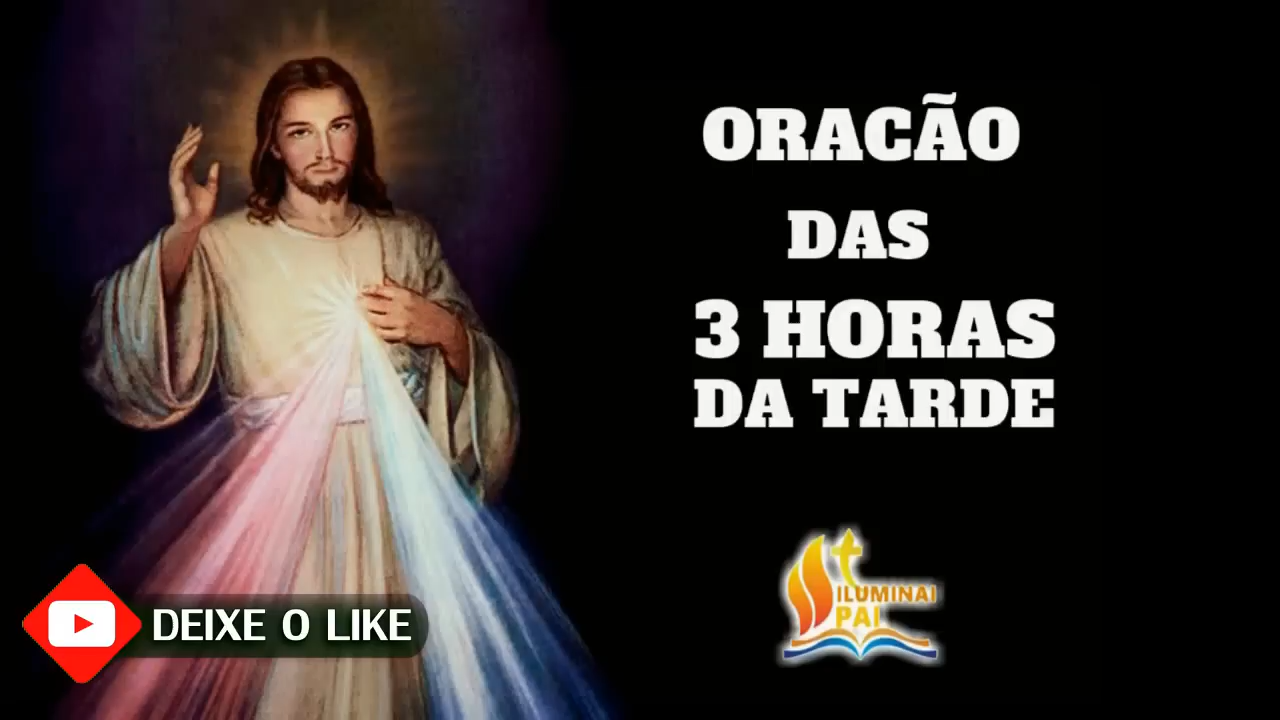 ORACÃO
DAS
3 HORAS
DA TARDE
ILUMINAI
PAI
DEIXE O LIKE